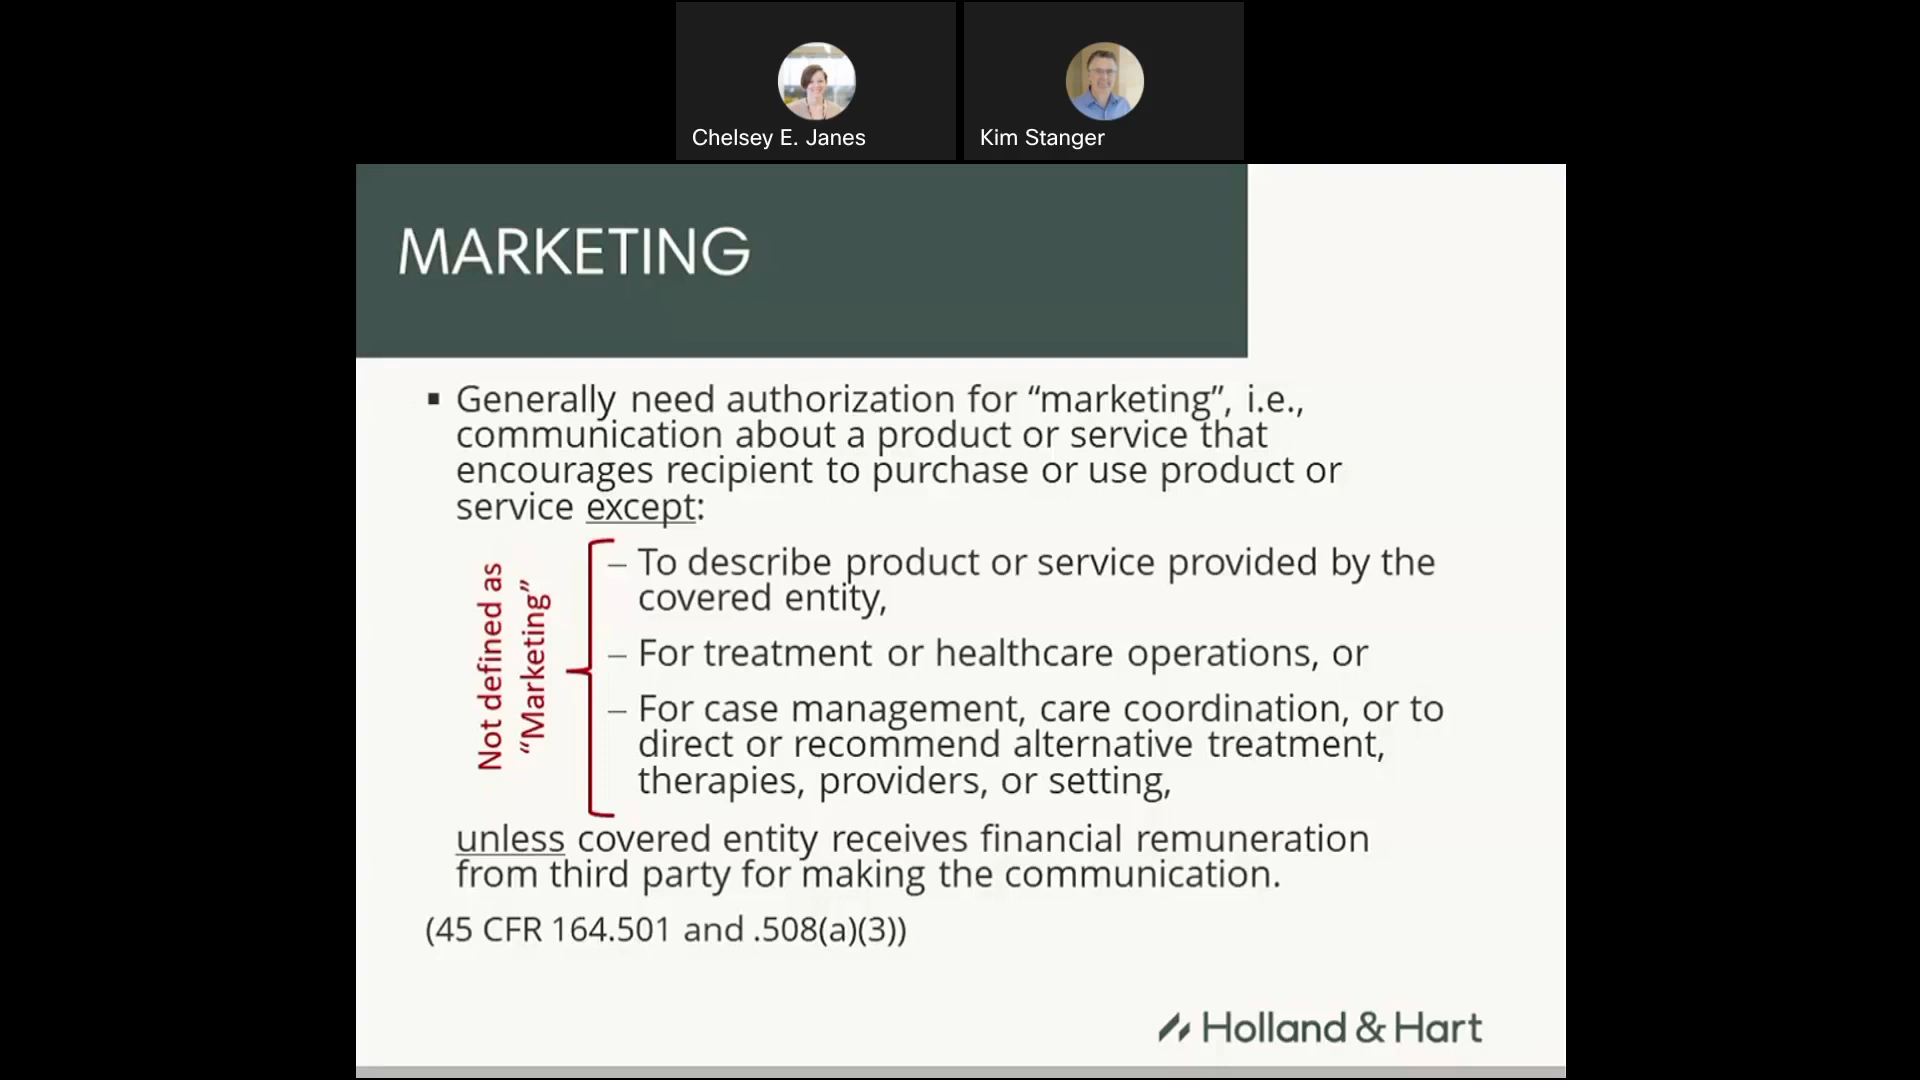 Chelsey E. Janes
Kim Stanger
MARKETING
▪ Generally need authorization for “marketing”, i.e.,
communication about a product or service that
encourages recipient to purchase or use product or
service except:
Not defined as
“Marketing”
– To describe product or service provided by the
covered entity,
– For treatment or healthcare operations, or
– For case management, care coordination, or to
direct or recommend alternative treatment,
therapies, providers, or setting,
unless covered entity receives financial remuneration
from third party for making the communication.
(45 CFR 164.501 and .508(a)(3))
Holland & Hart